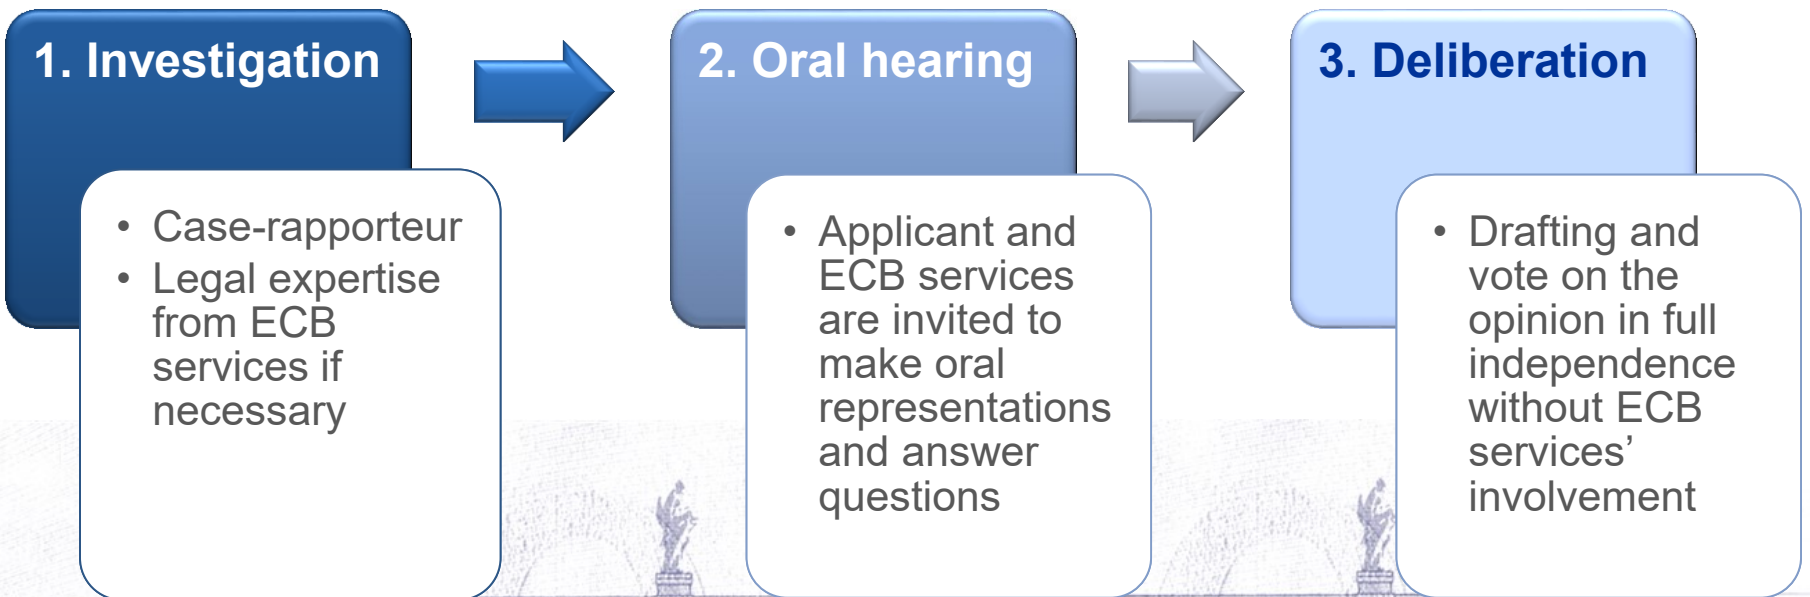 1. Investigation
• Case-rapporteur
• Legal expertise
from ECB
services if
necessary
2. Oral hearing
• Applicant and
ECB services
are invited to
make oral
representations
and answer
questions
3. Deliberation
• Drafting and
vote on the
opinion in full
independence
without ECB
services’
involvement